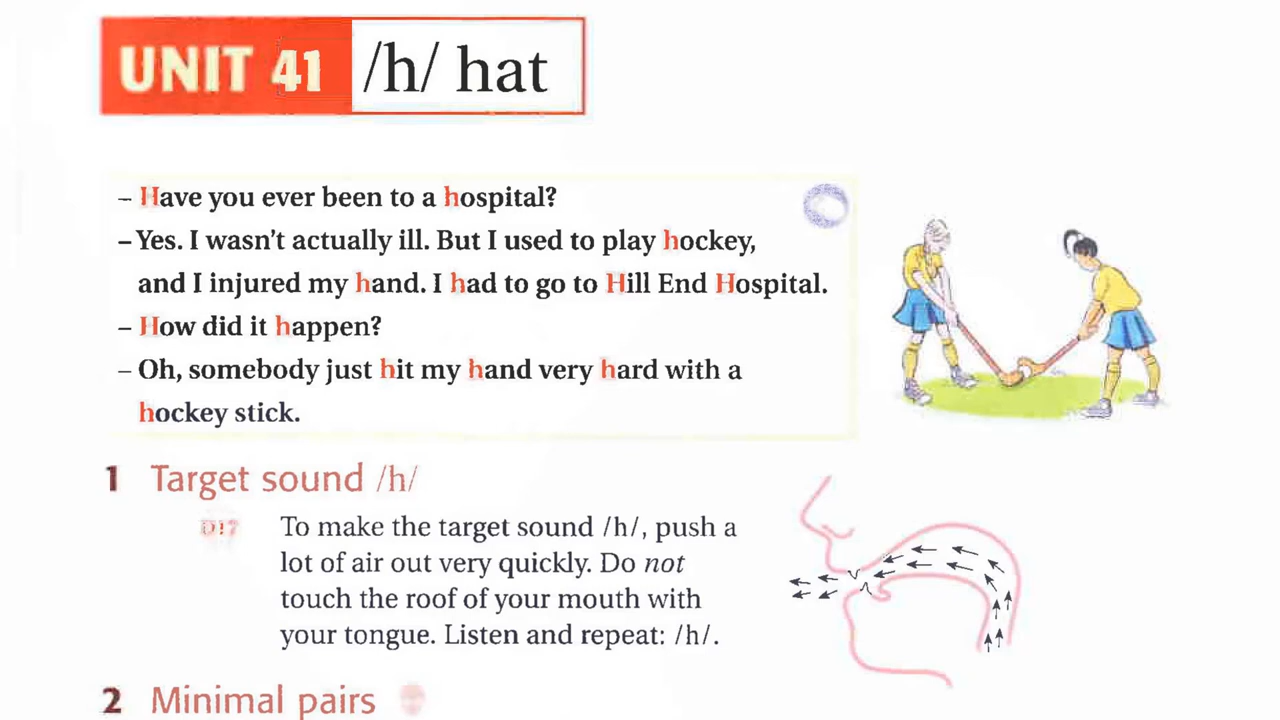 UNIT 41 /h/ hat
– Have you ever been to a hospital?
– Yes. I wasn't actually ill. But I used to play hockey,
and I injured my hand. I had to go to Hill End Hospital.
– How did it happen?
– Oh, somebody just hit my hand very hard with a
hockey stick.
1 Target sound /h/
D17 To make the target sound /h/, push a
lot of air out very quickly. Do not
touch the roof of your mouth with
your tongue. Listen and repeat: /h/.
2 Minimal pairs